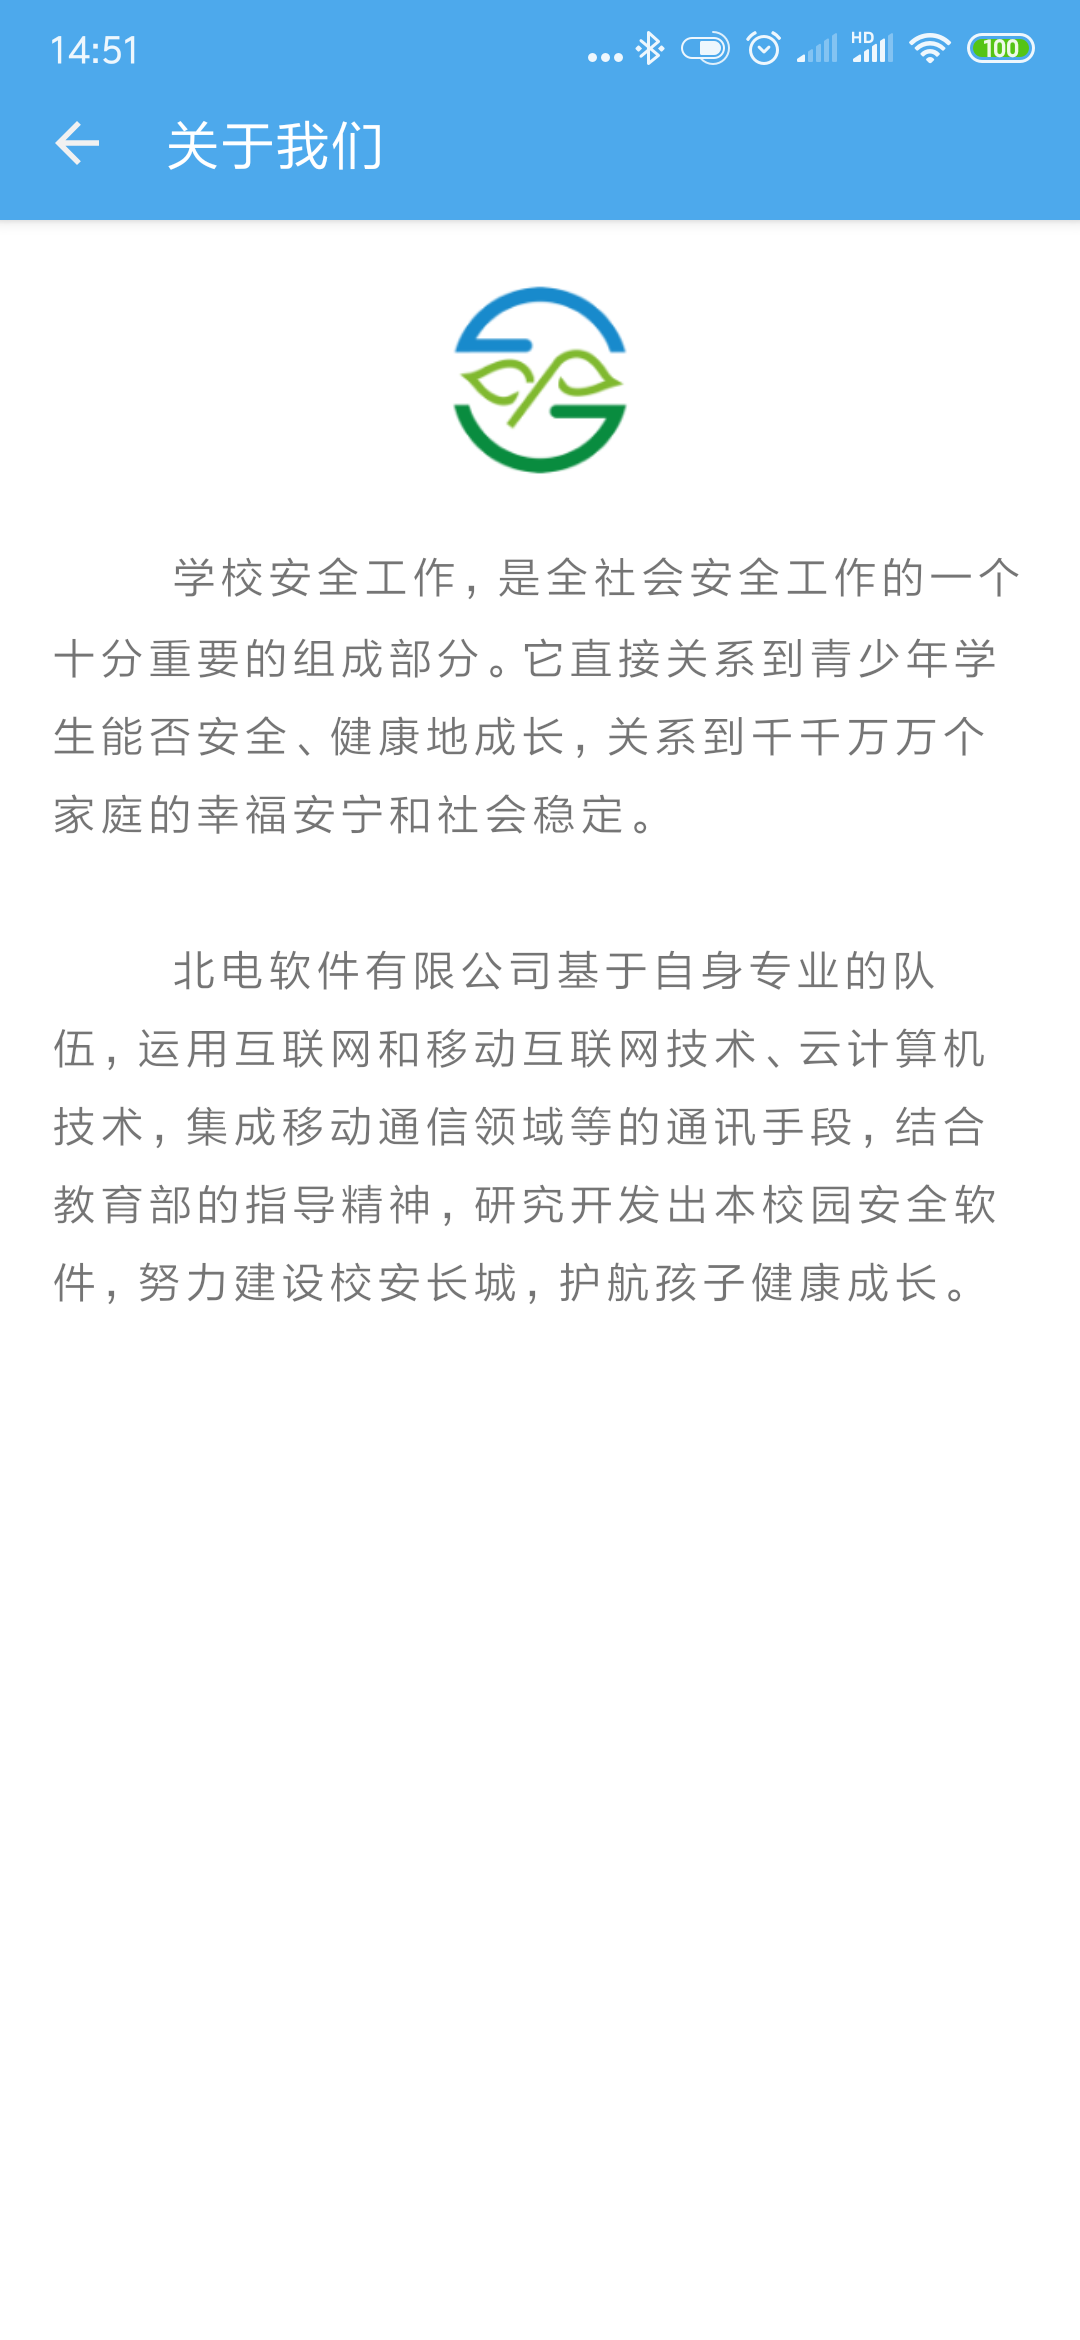 14:51
HD
100
关于我们
学校安全工作，是全社会安全工作的一个
十分重要的组成部分。它直接关系到青少年学
生能否安全、健康地成长，关系到千千万万个
家庭的幸福安宁和社会稳定。
北电软件有限公司基于自身专业的队
伍，运用互联网和移动互联网技术、云计算机
技术，集成移动通信领域等的通讯手段，结合
教育部的指导精神，研究开发出本校园安全软
件，努力建设校安长城，护航孩子健康成长。